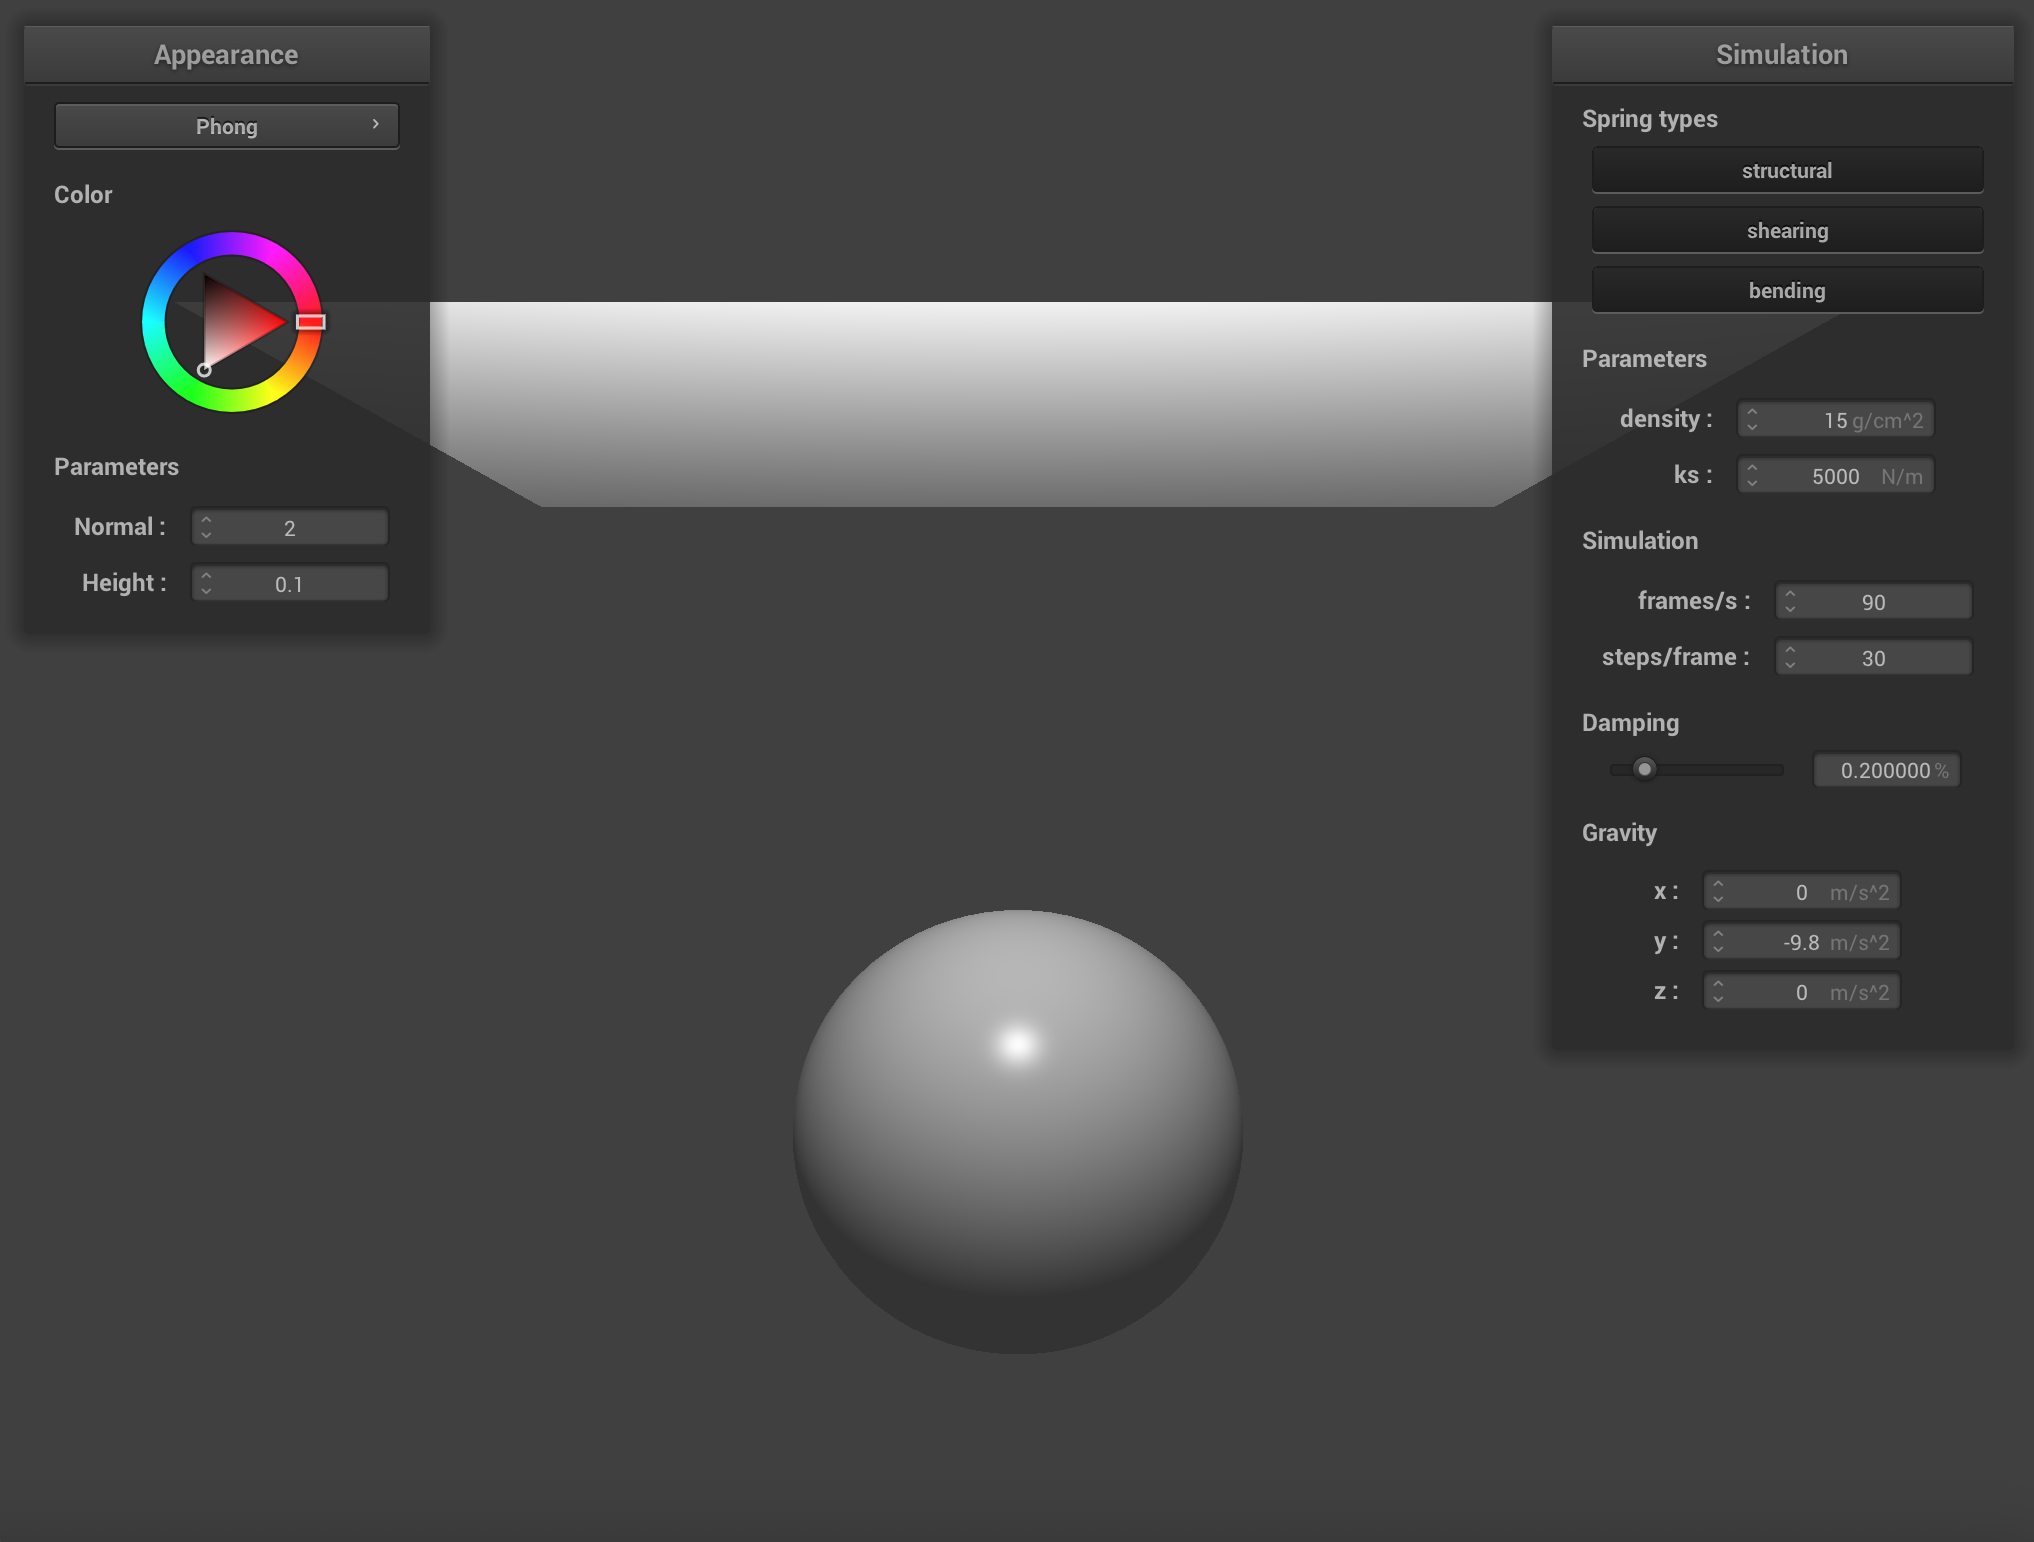 Appearance
Phong
Color
Parameters
Normal : 2
Height : 0.1
Simulation
Spring types
structural
shearing
bending
Parameters
density : 15 g/cm^2
ks : 5000 N/m
Simulation
frames/s : 90
steps/frame : 30
Damping
0.200000 %
Gravity
x : 0 m/s^2
y : -9.8 m/s^2
z : 0 m/s^2